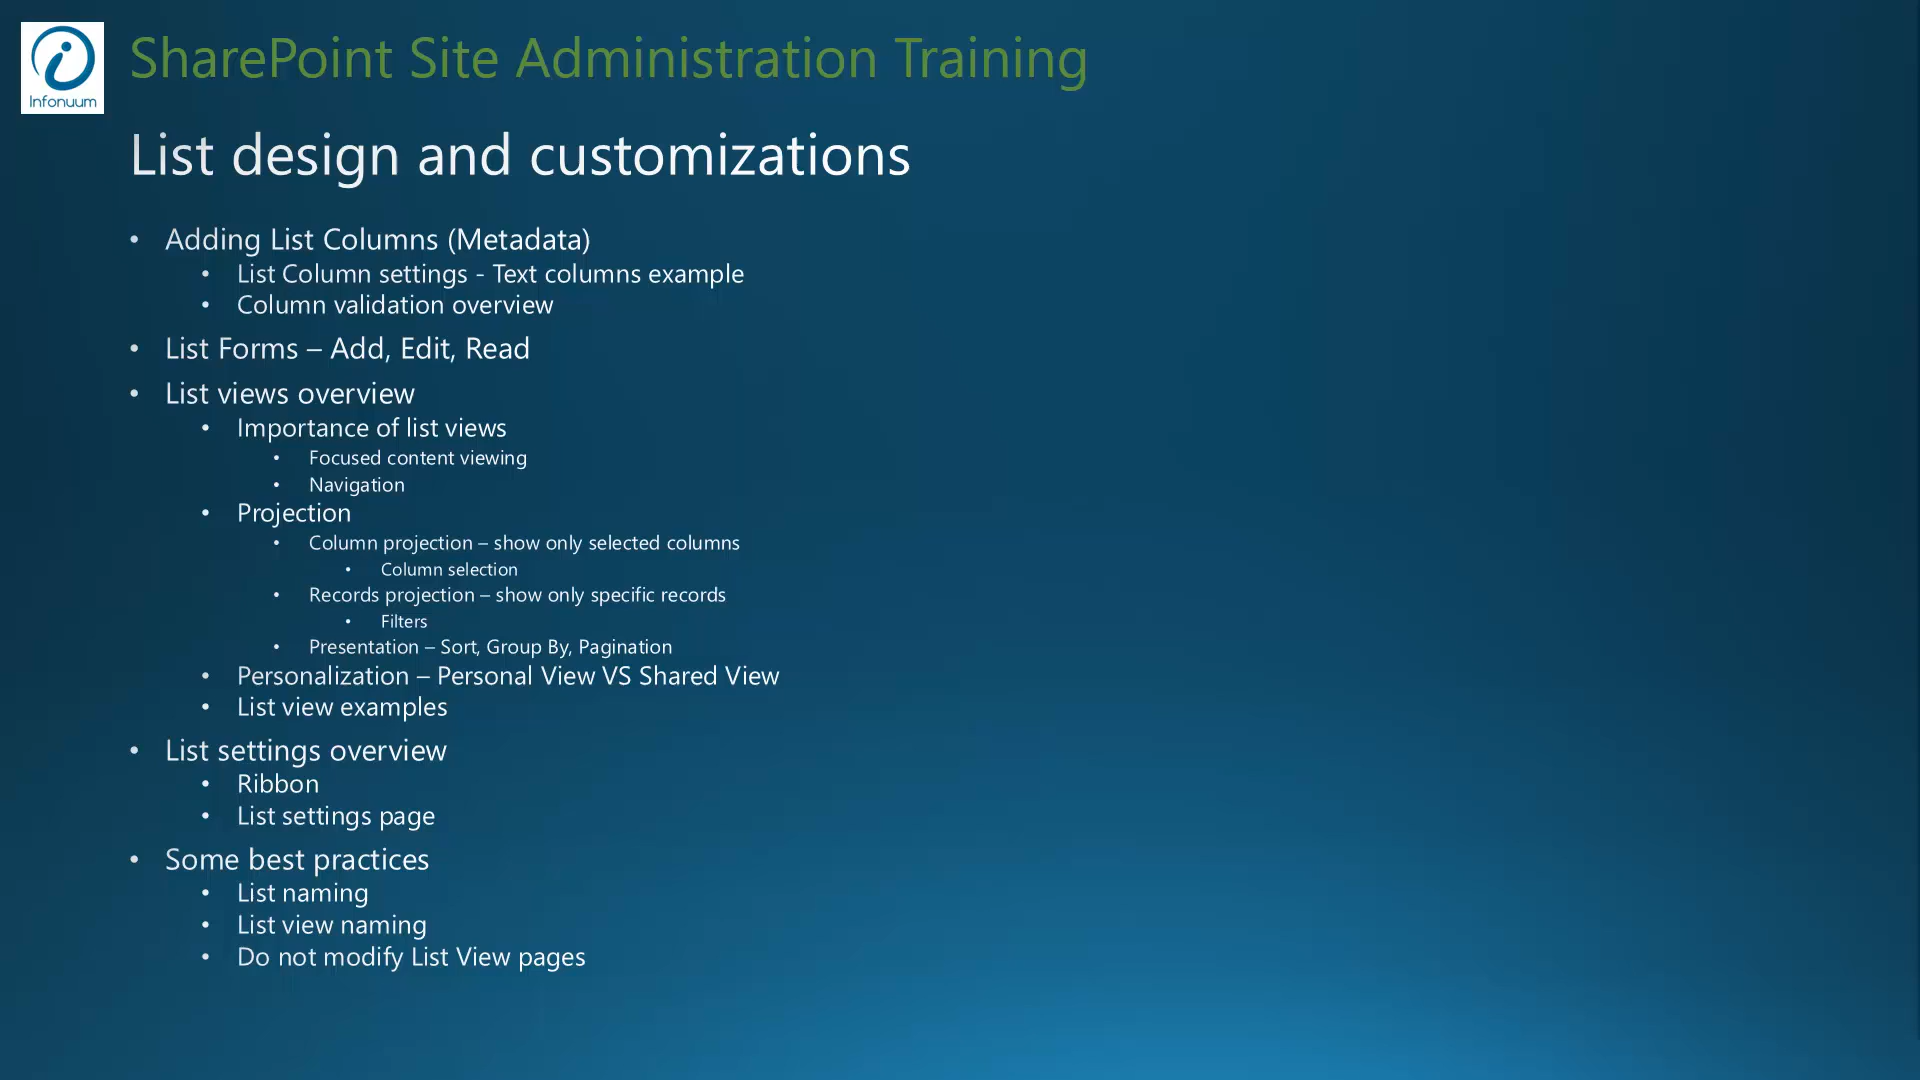 Infonuum
SharePoint Site Administration Training
List design and customizations
• Adding List Columns (Metadata)
• List Column settings - Text columns example
• Column validation overview
• List Forms – Add, Edit, Read
• List views overview
• Importance of list views
• Focused content viewing
• Navigation
• Projection
• Column projection – show only selected columns
• Column selection
• Records projection – show only specific records
• Filters
• Presentation – Sort, Group By, Pagination
• Personalization – Personal View VS Shared View
• List view examples
• List settings overview
• Ribbon
• List settings page
• Some best practices
• List naming
• List view naming
• Do not modify List View pages